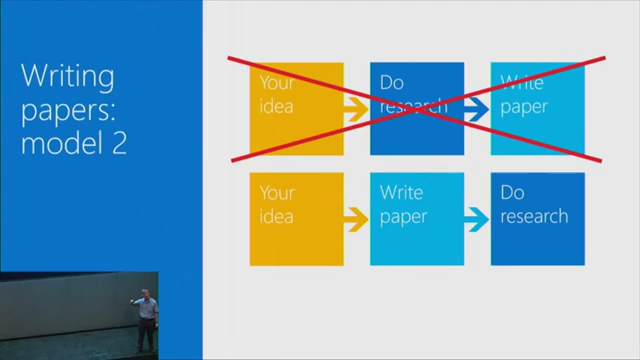 Writing
papers:
model 2
Your
idea
Do
research
Write
paper
Your
idea
Write
paper
Do
research